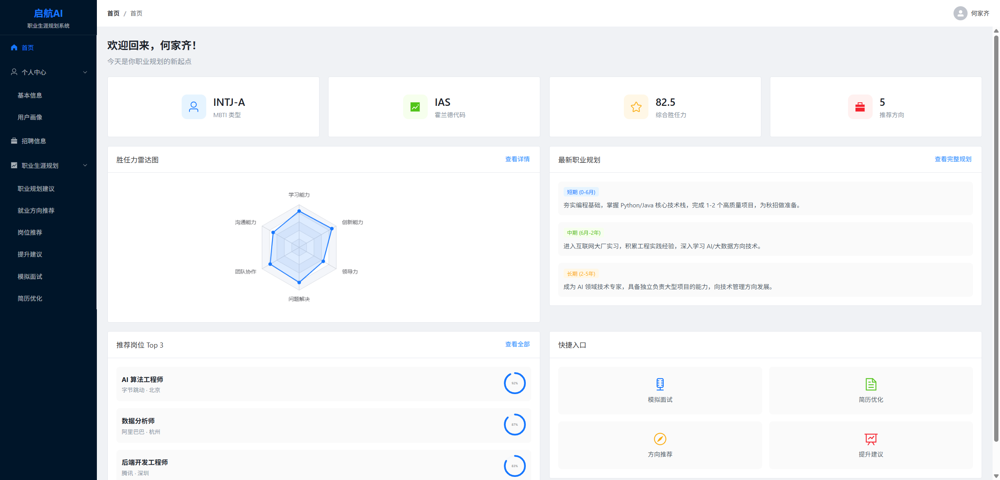 启航AI
职业生涯规划系统
首页
个人中心
基本信息
用户画像
招聘信息
职业生涯规划
职业规划建议
就业方向推荐
岗位推荐
提升建议
模拟面试
简历优化
首页 / 首页
何家齐
欢迎回来，何家齐！
今天是你职业规划的新起点
INTJ-A
MBTI 类型
IAS
霍兰德代码
82.5
综合胜任力
5
推荐方向
胜任力雷达图
查看详情
学习能力
沟通能力
创新能力
团队协作
领导力
问题解决
最新职业规划
查看完整规划
短期 (0-6月)
夯实编程基础，掌握 Python/Java 核心技术栈，完成 1-2 个高质量项目，为秋招做准备。
中期 (6月-2年)
进入互联网大厂实习，积累工程实践经验，深入学习 AI/大数据方向技术。
长期 (2-5年)
成为 AI 领域技术专家，具备独立负责大型项目的能力，向技术管理方向发展。
推荐岗位 Top 3
查看全部
AI 算法工程师
字节跳动 · 北京
92%
数据分析师
阿里巴巴 · 杭州
87%
后端开发工程师
腾讯 · 深圳
83%
快捷入口
模拟面试
简历优化
方向推荐
提升建议